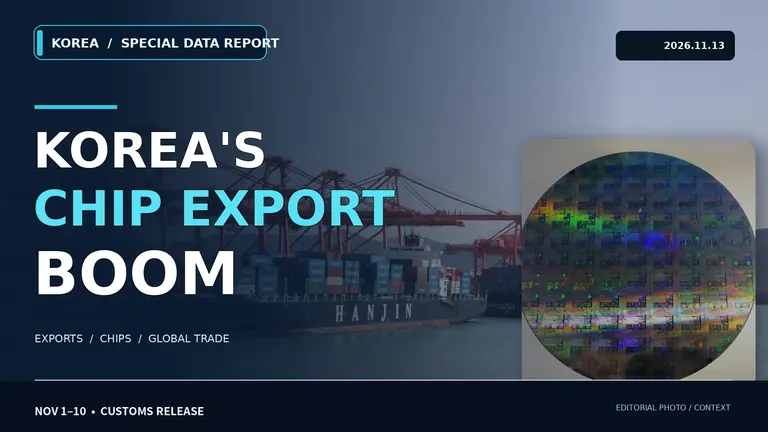 KOREA / SPECIAL DATA REPORT
2026.11.13
KOREA'S
CHIP EXPORT
BOOM
HANJIN
EXPORTS / CHIPS / GLOBAL TRADE
NOV 1–10 • CUSTOMS RELEASE
EDITORIAL PHOTO / CONTEXT